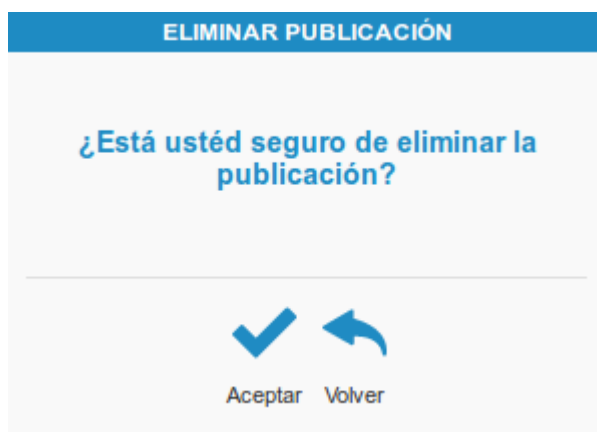 ELIMINAR PUBLICACIÓN
¿Está ustéd seguro de eliminar la
publicación?
Aceptar Volver